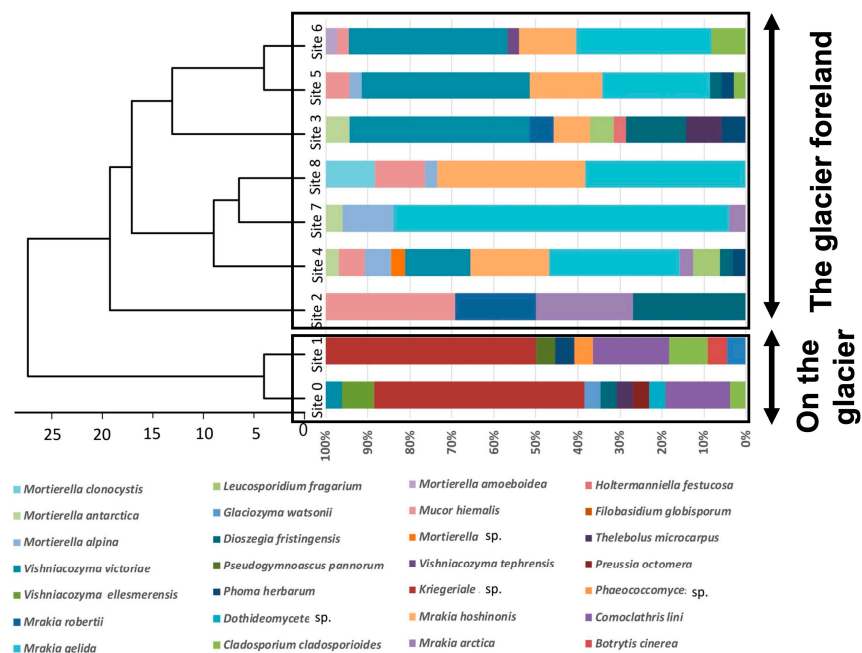 Site 6
Site 5
Site 3
Site 8
Site 7
Site 4
Site 2
Site 1
Site 0
The glacier foreland
On the
glacier
25 20 15 10 5 0
100% 90% 80% 70% 60% 50% 40% 30% 20% 10% 0%
Mortierella clonocystis
Mortierella antarctica
Mortierella alpina
Vishniacozyma victoriae
Vishniacozyma ellesmerensis
Mrakia robertii
Mrakia gelida
Leucosporidium fragarium
Glaciozyma watsonii
Dioszegia fristingensis
Pseudogymnoascus pannorum
Phoma herbarum
Dothideomycete sp.
Cladosporium cladosporioides
Mortierella amoeboidea
Mucor hiemalis
Mortierella sp.
Vishniacozyma tephrensis
Kriegeriale sp.
Mrakia hoshinonis
Mrakia arctica
Holtermanniella festucosa
Filobasidium globisporum
Thelebolus microcarpus
Preussia octomera
Phaeococcomyce sp.
Comoclathris lini
Botrytis cinerea